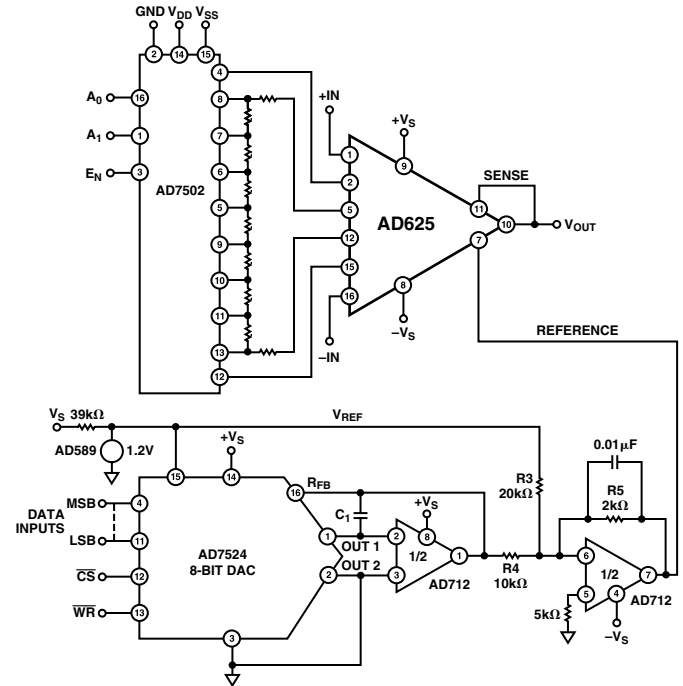 GND VDD VSS
2 14 15
4
+IN
A0 16 8
+VS
A1 1 7
1 9
SENSE
EN 3 6
2 11
AD7502
5 5 AD625 10 VOUT
9 12 7
10 15 8
11 16
–VS
13 –IN
REFERENCE
12
VS 39kΩ VREF
AD589 1.2V +VS
0.01µF
15 14
R3
20kΩ
R5
2kΩ
16 RFB
+VS
DATA
INPUTS
MSB 4
C1
LSB 11
1 OUT 1 2 8
AD7524
8-BIT DAC
1/2 1
R4
10kΩ
6 1/2 7
CS 12
2 OUT 2 3
AD712
5 4 AD712
WR 13
5kΩ
–VS
3